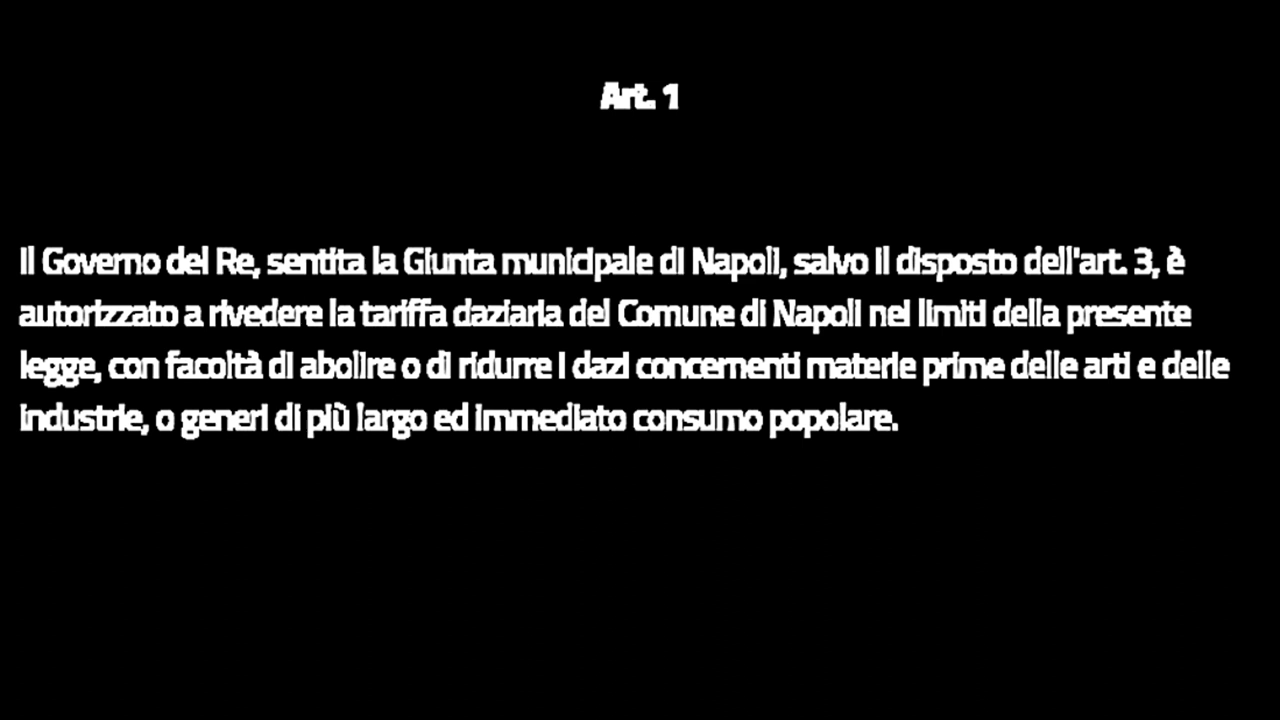 Art. 1
Il Governo del Re, sentita la Giunta municipale di Napoli, salvo il disposto dell'art. 3, è
autorizzato a rivedere la tariffa daziaria del Comune di Napoli nei limiti della presente
legge, con facoltà di abolire o di ridurre i dazi concernenti materie prime delle arti e delle
industrie, o generi di più largo ed immediato consumo popolare.